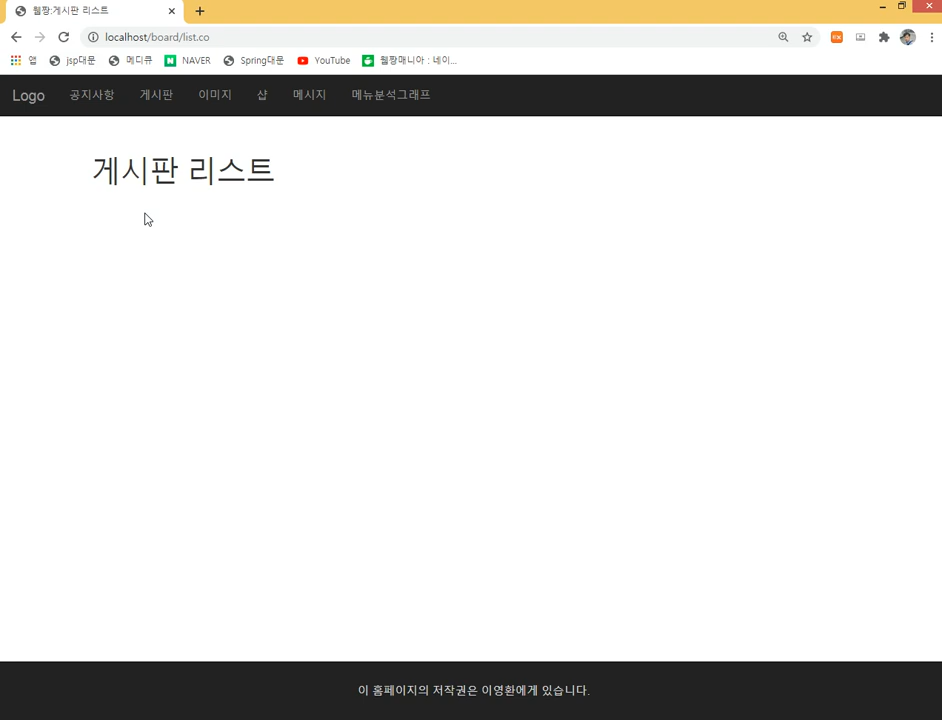 웹짱:게시판 리스트
localhost/board/list.co
앱 jsp대문 메디큐 NAVER Spring대문 YouTube 웹짱매니아 : 네이...
Logo 공지사항 게시판 이미지 샵 메시지 메뉴분석그래프
게시판 리스트
이 홈페이지의 저작권은 이영환에게 있습니다.